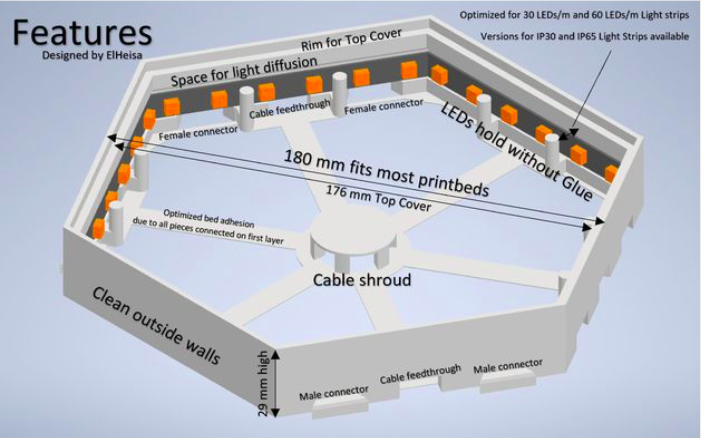 Features
Designed by ElHeisa
Optimized for 30 LEDs/m and 60 LEDs/m Light strips
Versions for IP30 and IP65 Light Strips available
Rim for Top Cover
Space for light diffusion
Female connector
Cable feedthrough
Female connector
LEDs hold without Glue
180 mm fits most printbeds
176 mm Top Cover
Optimized bed adhesion
due to all pieces connected on first layer
Cable shroud
Clean outside walls
29 mm high
Male connector
Cable feedthrough
Male connector